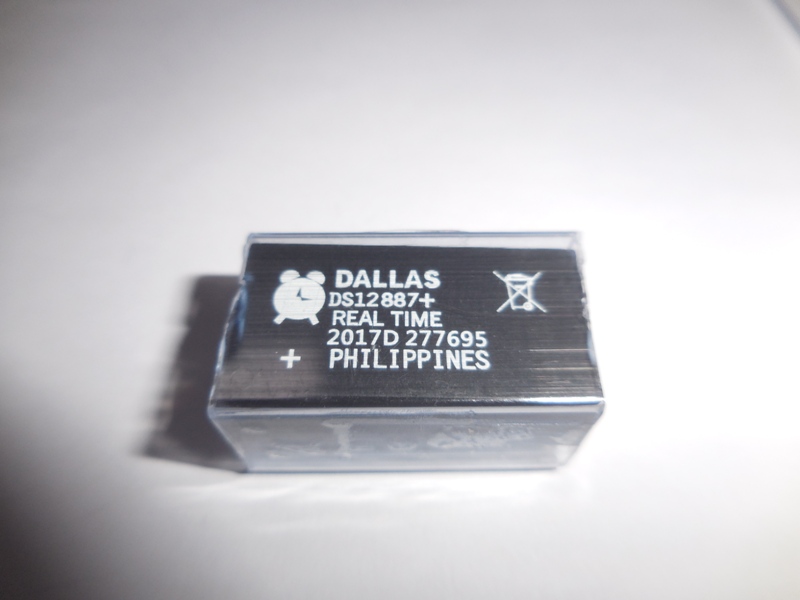 DALLAS
DS12887+
REAL TIME
2017D 277695
+ PHILIPPINES